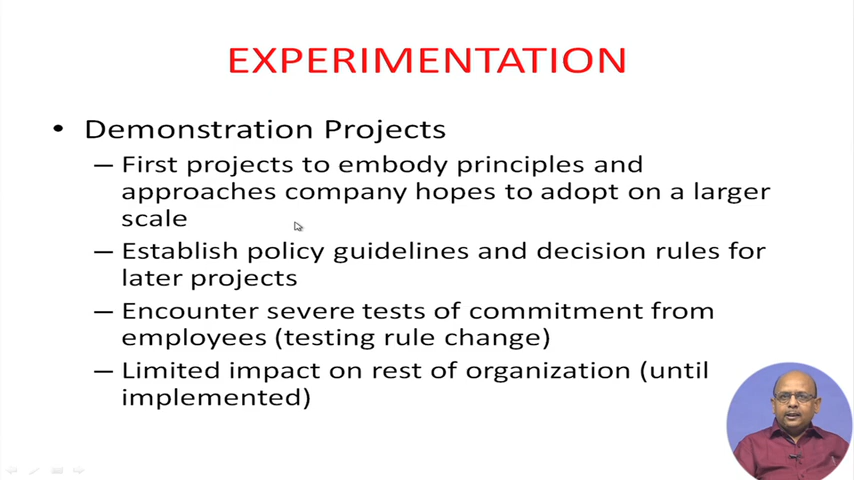 EXPERIMENTATION
• Demonstration Projects
– First projects to embody principles and
approaches company hopes to adopt on a larger
scale
– Establish policy guidelines and decision rules for
later projects
– Encounter severe tests of commitment from
employees (testing rule change)
– Limited impact on rest of organization (until
implemented)